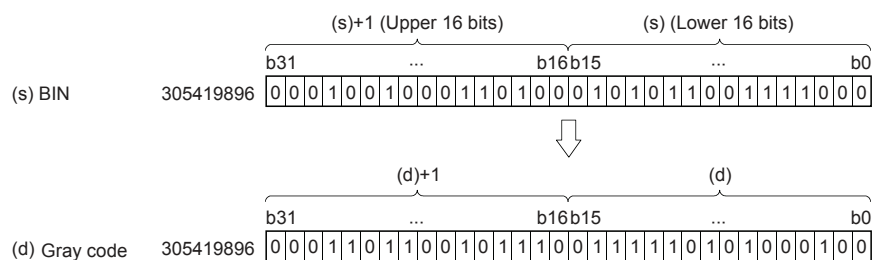 (s)+1 (Upper 16 bits) (s) (Lower 16 bits)
b31 ... b16 b15 ... b0
(s) BIN 305419896 0 0 0 1 0 0 1 0 0 0 1 1 0 1 0 0 0 1 0 1 0 1 1 0 0 1 1 1 1 0 0 0
(d)+1 (d)
b31 ... b16 b15 ... b0
(d) Gray code 305419896 0 0 0 1 1 0 1 1 0 0 1 0 1 1 1 0 0 1 1 1 1 1 0 1 0 1 0 0 0 1 0 0